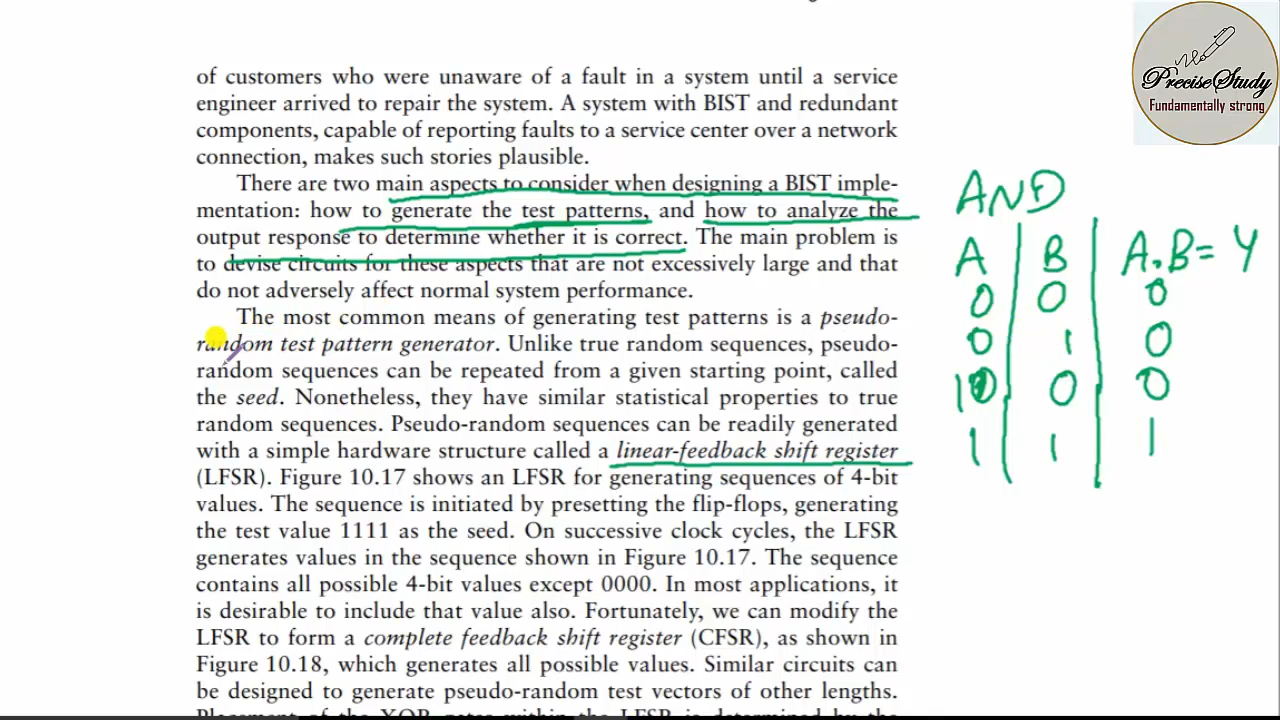 of customers who were unaware of a fault in a system until a service
engineer arrived to repair the system. A system with BIST and redundant
components, capable of reporting faults to a service center over a network
connection, makes such stories plausible.
There are two main aspects to consider when designing a BIST imple-
mentation: how to generate the test patterns, and how to analyze the
output response to determine whether it is correct. The main problem is
to devise circuits for these aspects that are not excessively large and that
do not adversely affect normal system performance.
The most common means of generating test patterns is a pseudo-
random test pattern generator. Unlike true random sequences, pseudo-
random sequences can be repeated from a given starting point, called
the seed. Nonetheless, they have similar statistical properties to true
random sequences. Pseudo-random sequences can be readily generated
with a simple hardware structure called a linear-feedback shift register
(LFSR). Figure 10.17 shows an LFSR for generating sequences of 4-bit
values. The sequence is initiated by presetting the flip-flops, generating
the test value 1111 as the seed. On successive clock cycles, the LFSR
generates values in the sequence shown in Figure 10.17. The sequence
contains all possible 4-bit values except 0000. In most applications, it
is desirable to include that value also. Fortunately, we can modify the
LFSR to form a complete feedback shift register (CFSR), as shown in
Figure 10.18, which generates all possible values. Similar circuits can
be designed to generate pseudo-random test vectors of other lengths.
Placement of the XOR gates within the LFSR is determined by the
PreciseStudy
Fundamentally strong
AND
A B A.B = Y
0 0 0
0 1 0
1 0 0
1 1 1